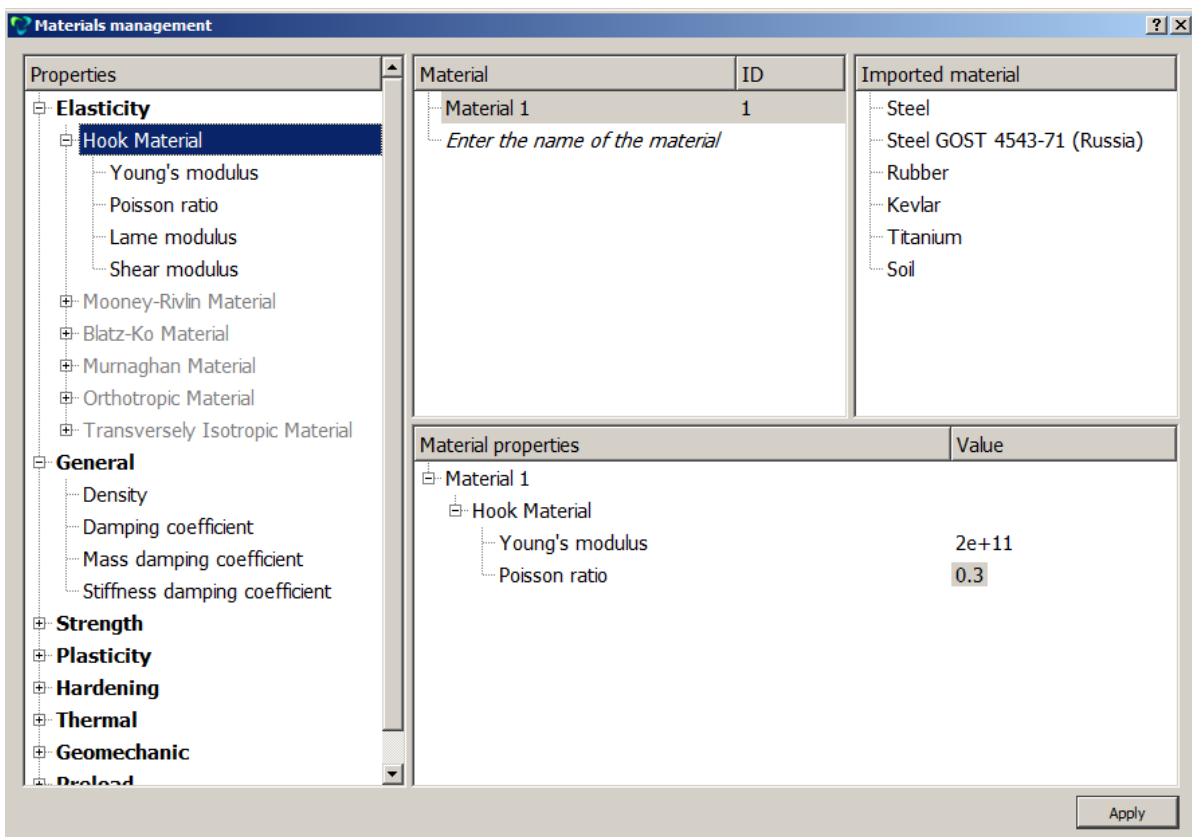 Materials management
Properties
Elasticity
Hook Material
Young's modulus
Poisson ratio
Lame modulus
Shear modulus
Mooney-Rivlin Material
Blatz-Ko Material
Murnaghan Material
Orthotropic Material
Transversely Isotropic Material
General
Density
Damping coefficient
Mass damping coefficient
Stiffness damping coefficient
Strength
Plasticity
Hardening
Thermal
Geomechanic
Preload
Material ID
Material 1 1
Enter the name of the material
Imported material
Steel
Steel GOST 4543-71 (Russia)
Rubber
Kevlar
Titanium
Soil
Material properties Value
Material 1
Hook Material
Young's modulus 2e+11
Poisson ratio 0.3
Apply